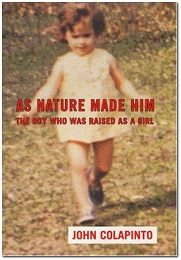 AS NATURE MADE HIM
THE BOY WHO WAS RAISED AS A GIRL
JOHN COLAPINTO